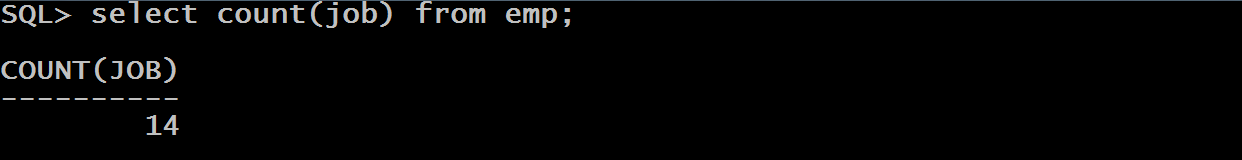 SQL> select count(job) from emp;
COUNT(JOB)
----------
14